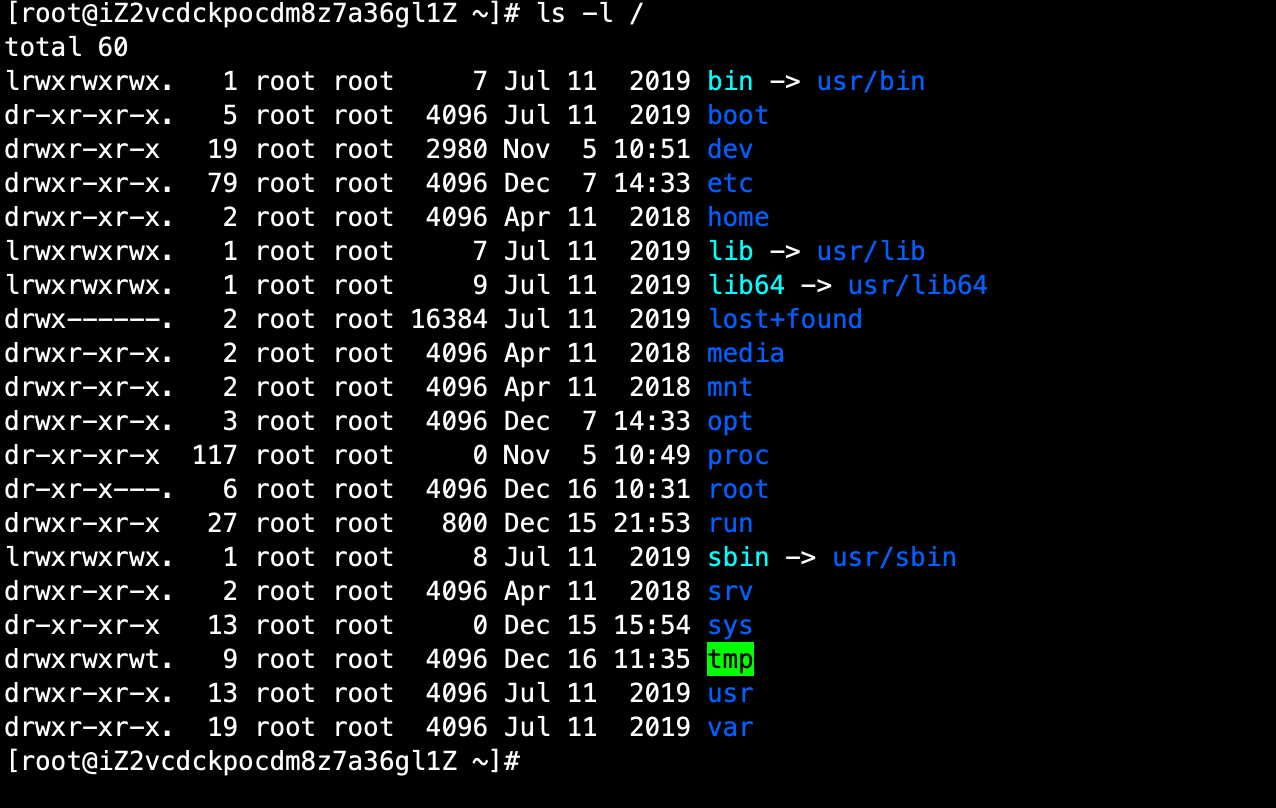 [root@iZ2vcdckpocdm8z7a36gl1Z ~]# ls -l /
total 60
lrwxrwxrwx.   1 root root     7 Jul 11  2019 bin -> usr/bin
dr-xr-xr-x.   5 root root  4096 Jul 11  2019 boot
drwxr-xr-x   19 root root  2980 Nov  5 10:51 dev
drwxr-xr-x.  79 root root  4096 Dec  7 14:33 etc
drwxr-xr-x.   2 root root  4096 Apr 11  2018 home
lrwxrwxrwx.   1 root root     7 Jul 11  2019 lib -> usr/lib
lrwxrwxrwx.   1 root root     9 Jul 11  2019 lib64 -> usr/lib64
drwx------.   2 root root 16384 Jul 11  2019 lost+found
drwxr-xr-x.   2 root root  4096 Apr 11  2018 media
drwxr-xr-x.   2 root root  4096 Apr 11  2018 mnt
drwxr-xr-x.   3 root root  4096 Dec  7 14:33 opt
dr-xr-xr-x  117 root root     0 Nov  5 10:49 proc
dr-xr-x---.   6 root root  4096 Dec 16 10:31 root
drwxr-xr-x   27 root root   800 Dec 15 21:53 run
lrwxrwxrwx.   1 root root     8 Jul 11  2019 sbin -> usr/sbin
drwxr-xr-x.   2 root root  4096 Apr 11  2018 srv
dr-xr-xr-x   13 root root     0 Dec 15 15:54 sys
drwxrwxrwt.   9 root root  4096 Dec 16 11:35 tmp
drwxr-xr-x.  13 root root  4096 Jul 11  2019 usr
drwxr-xr-x.  19 root root  4096 Jul 11  2019 var
[root@iZ2vcdckpocdm8z7a36gl1Z ~]#